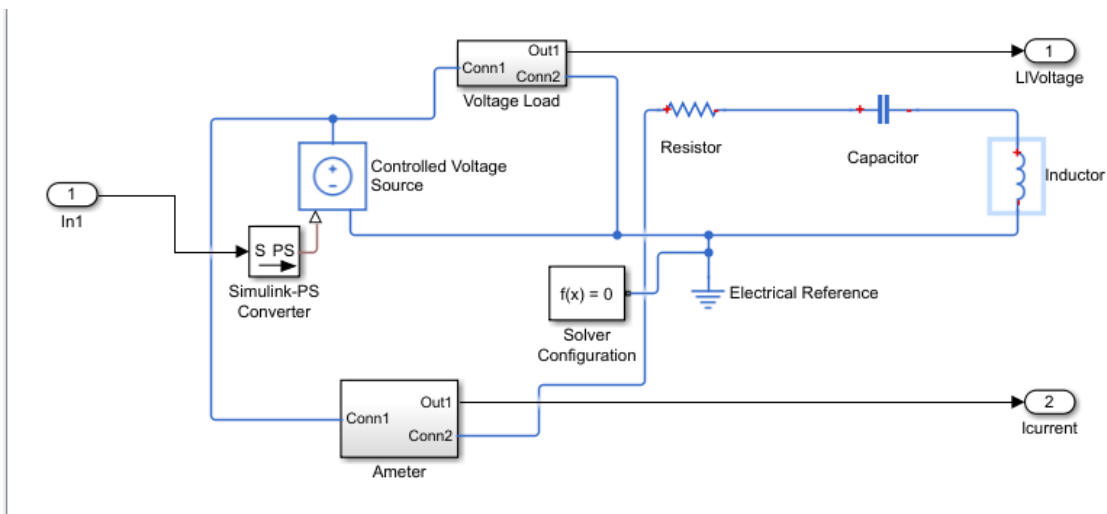 Out1
Conn1
Conn2
Voltage Load
1
LIVoltage
Resistor
Capacitor
Inductor
+
−
Controlled Voltage
Source
1
In1
S PS
Simulink-PS
Converter
f(x) = 0
Solver
Configuration
Electrical Reference
Out1
Conn1
Conn2
Ameter
2
Icurrent